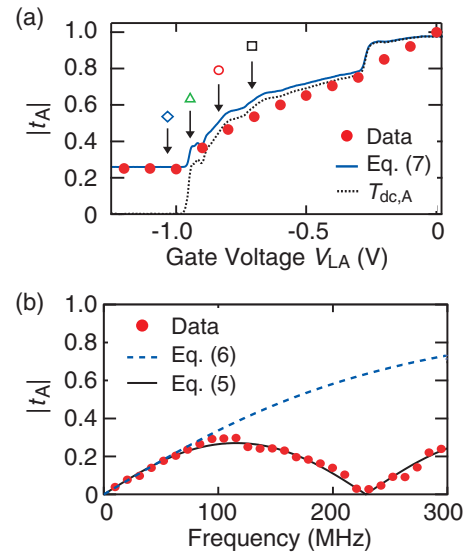 (a)
1.0
0.8
0.6
0.4
0.2
0
|tA|
Data
Eq. (7)
Tdc,A
-1.0
-0.5
0
Gate Voltage VLA (V)
(b)
1.0
0.8
0.6
0.4
0.2
0
|tA|
Data
Eq. (6)
Eq. (5)
0
100
200
300
Frequency (MHz)